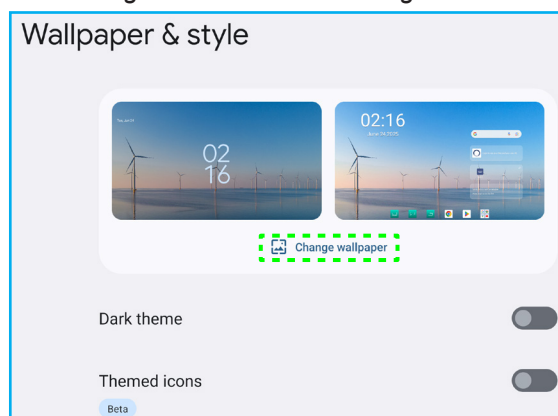 Wallpaper & style
02
16
02:16
Change wallpaper
Dark theme
Themed icons
Beta